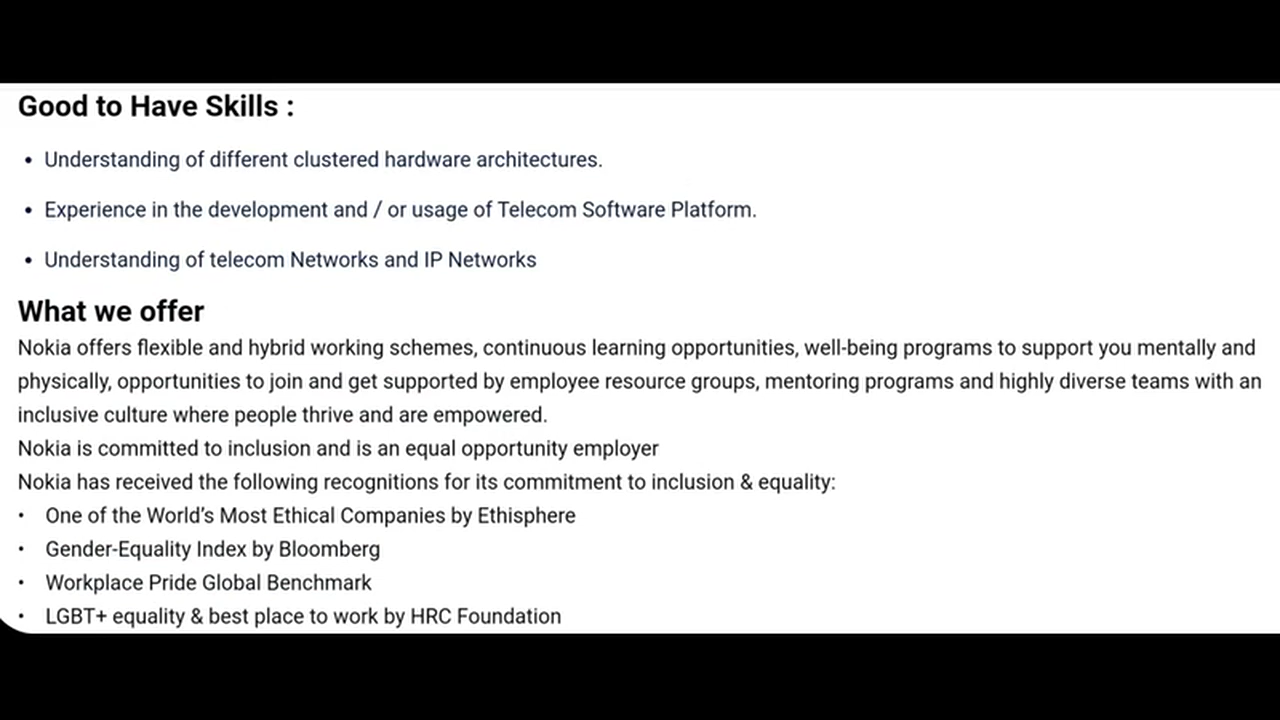 Good to Have Skills :
• Understanding of different clustered hardware architectures.
• Experience in the development and / or usage of Telecom Software Platform.
• Understanding of telecom Networks and IP Networks
What we offer
Nokia offers flexible and hybrid working schemes, continuous learning opportunities, well-being programs to support you mentally and
physically, opportunities to join and get supported by employee resource groups, mentoring programs and highly diverse teams with an
inclusive culture where people thrive and are empowered.
Nokia is committed to inclusion and is an equal opportunity employer
Nokia has received the following recognitions for its commitment to inclusion & equality:
• One of the World’s Most Ethical Companies by Ethisphere
• Gender-Equality Index by Bloomberg
• Workplace Pride Global Benchmark
• LGBT+ equality & best place to work by HRC Foundation